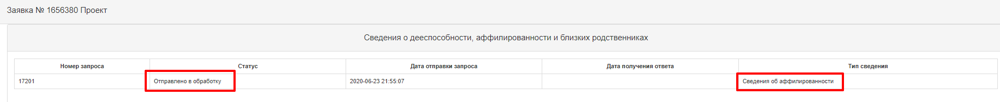 Заявка № 1656380 Проект
Сведения о дееспособности, аффилированности и близких родственниках
Номер запроса Статус Дата отправки запроса Дата получения ответа Тип сведения
17201 Отправлено в обработку 2020-06-23 21:55:07 Сведения об аффилированности